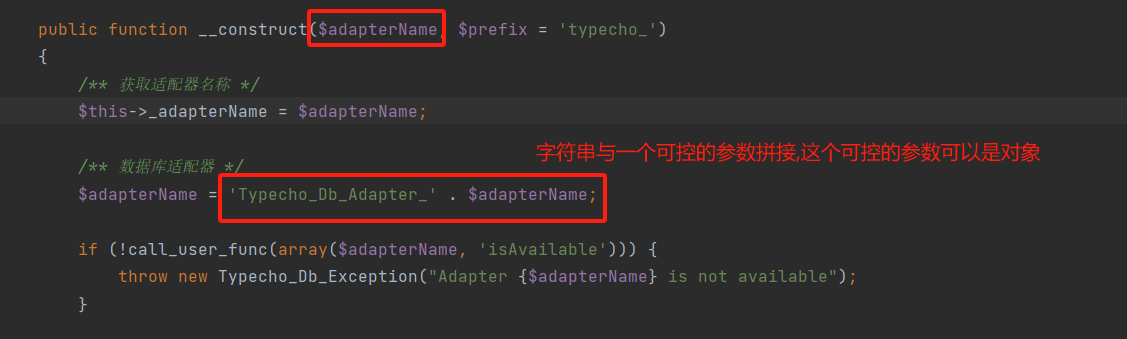 public function __construct($adapterName, $prefix = 'typecho_')
{
/** 获取适配器名称 */
$this->_adapterName = $adapterName;
字符串与一个可控的参数拼接,这个可控的参数可以是对象
/** 数据库适配器 */
$adapterName = 'Typecho_Db_Adapter_' . $adapterName;
if (!call_user_func(array($adapterName, 'isAvailable'))) {
throw new Typecho_Db_Exception("Adapter {$adapterName} is not available");
}